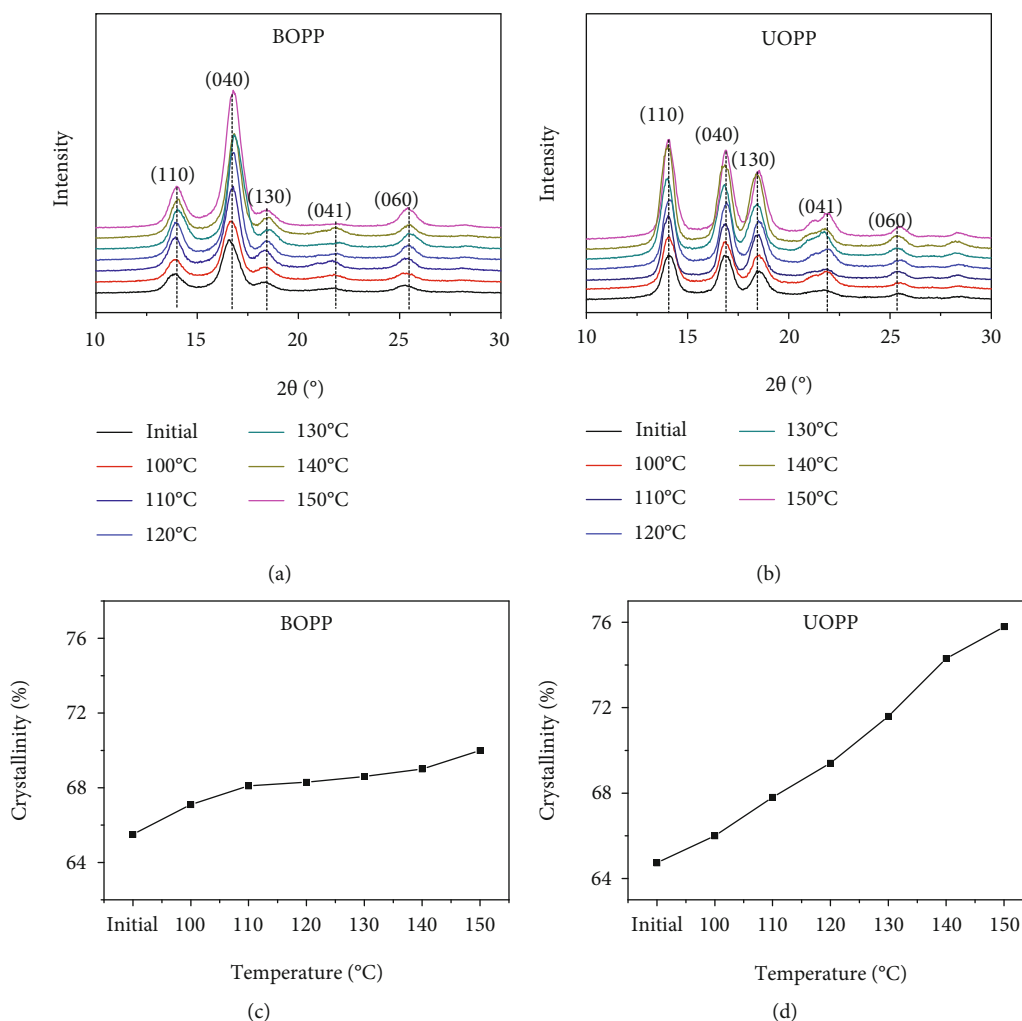 BOPP
(040)
(110)
(130)
(041)
(060)
Intensity
10 15 20 25 30
2θ (°)
Initial
100°C
110°C
120°C
130°C
140°C
150°C
(a)
UOPP
(110)
(040)
(130)
(041)
(060)
Intensity
10 15 20 25 30
2θ (°)
Initial
100°C
110°C
120°C
130°C
140°C
150°C
(b)
BOPP
76
72
68
64
Crystallinity (%)
Initial 100 110 120 130 140 150
Temperature (°C)
(c)
UOPP
76
72
68
64
Crystallinity (%)
Initial 100 110 120 130 140 150
Temperature (°C)
(d)